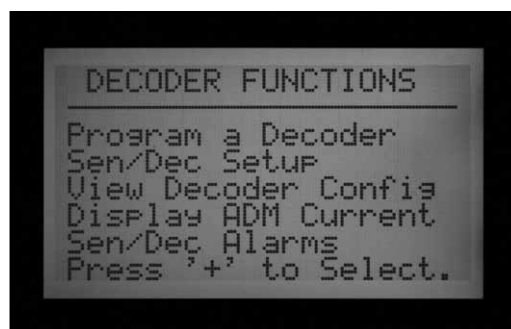 DECODER FUNCTIONS
Program a Decoder
Sen/Dec Setup
View Decoder Config
Display ADM Current
Sen/Dec Alarms
Press '+' to Select.